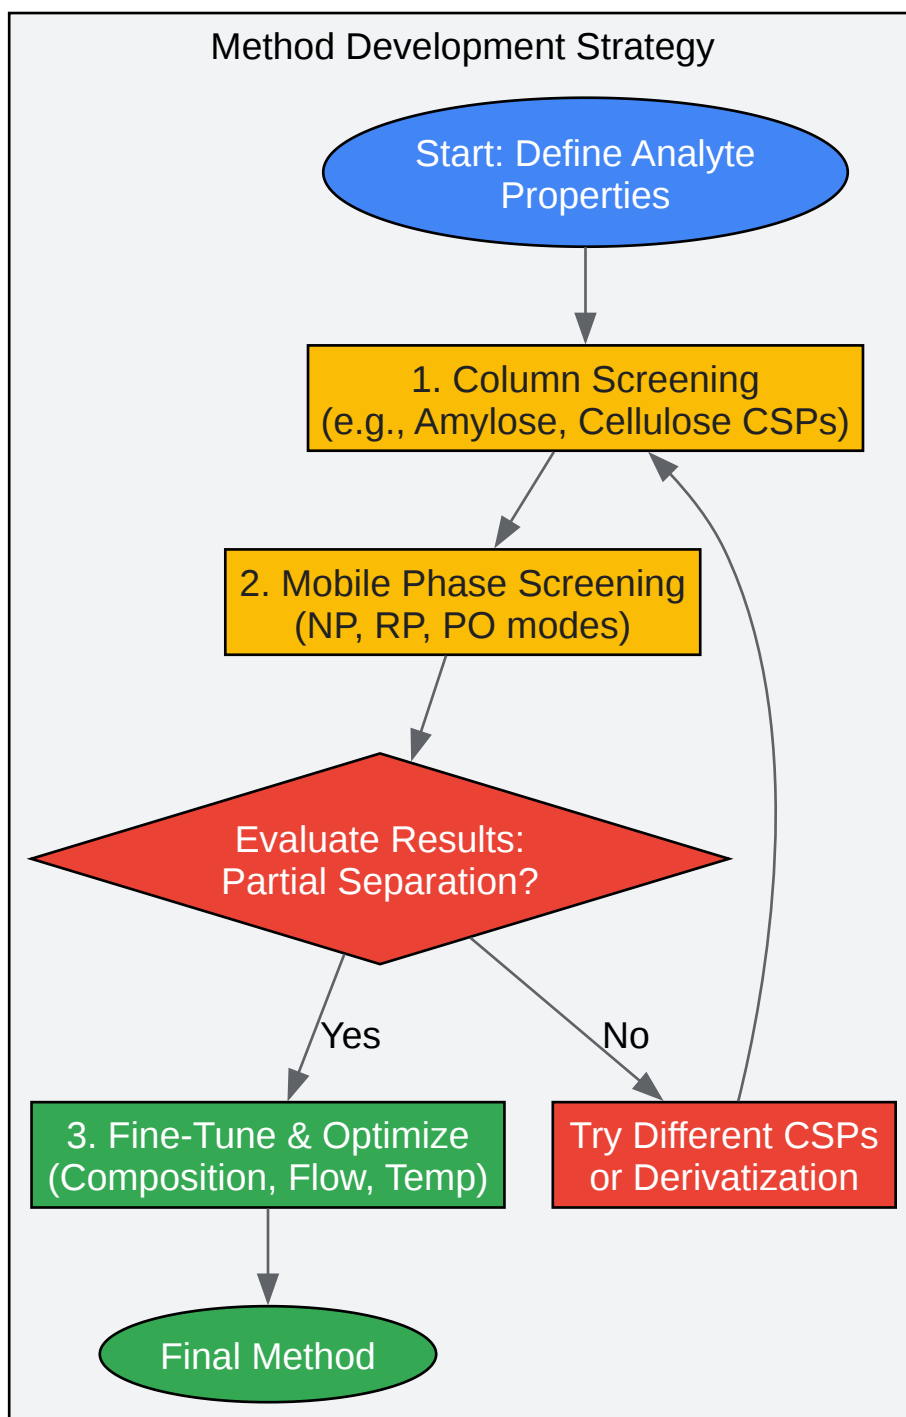 Method Development Strategy
Start: Define Analyte
Properties
1. Column Screening
(e.g., Amylose, Cellulose CSPs)
2. Mobile Phase Screening
(NP, RP, PO modes)
Evaluate Results:
Partial Separation?
Yes
No
3. Fine-Tune & Optimize
(Composition, Flow, Temp)
Try Different CSPs
or Derivatization
Final Method